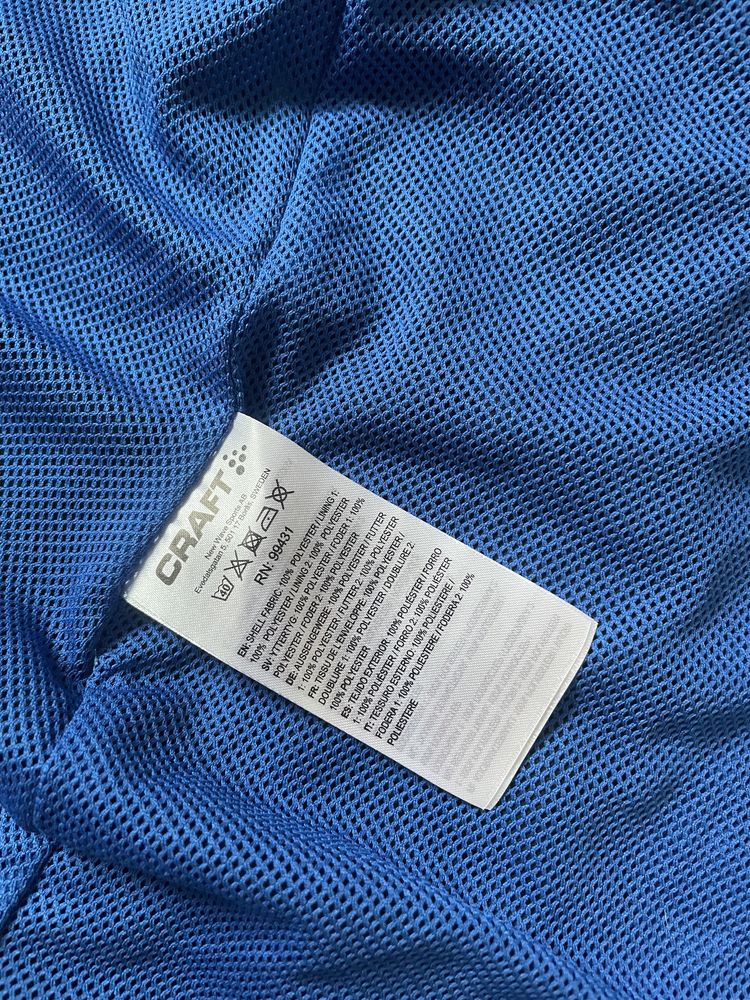 CRAFT
New Wave Sports AB
Evedalsgatan 5, 501 17 Borås, SWEDEN
40
RN: 90431
EN: SHELL FABRIC: 100% POLYESTER / LINING 1:
100% POLYESTER / LINING 2: 100% POLYESTER
SV: YTTERTYG: 100% POLYESTER / FODER 1: 100%
POLYESTER / FODER 2: 100% POLYESTER
DE: AUSSENGEWEBE: 100% POLYESTER / FUTTER
1: 100% POLYESTER / FUTTER 2: 100% POLYESTER
FR: TISSU DE L'ENVELOPPE: 100% POLYESTER /
DOUBLURE 1: 100% POLYESTER / DOUBLURE 2:
100% POLYESTER
ES: TEJIDO EXTERIOR: 100% POLIÉSTER / FORRO
1: 100% POLIÉSTER / FORRO 2: 100% POLIÉSTER
IT: TESSURO ESTERNO: 100% POLIESTERE /
FODERA 1: 100% POLIESTERE / FODERA 2: 100%
POLIESTERE